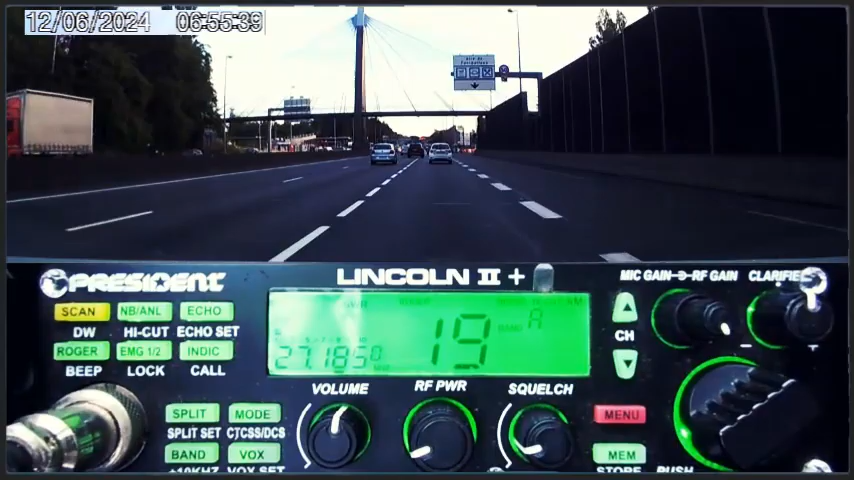 12/06/2024 06:55:39
PRESIDENT LINCOLN II +
MIC GAIN RF GAIN CLARIFIE
SCAN NB/ANL ECHO
DW HI-CUT ECHO SET
ROGER EMG 1/2 INDIC
BEEP LOCK CALL
27.1850
19
A
CH
VOLUME RF PWR SQUELCH
SPLIT MODE
SPLIT SET CTCSS/DCS
BAND VOX
+10KHZ VOX SET
MENU
MEM
STORE PUSH